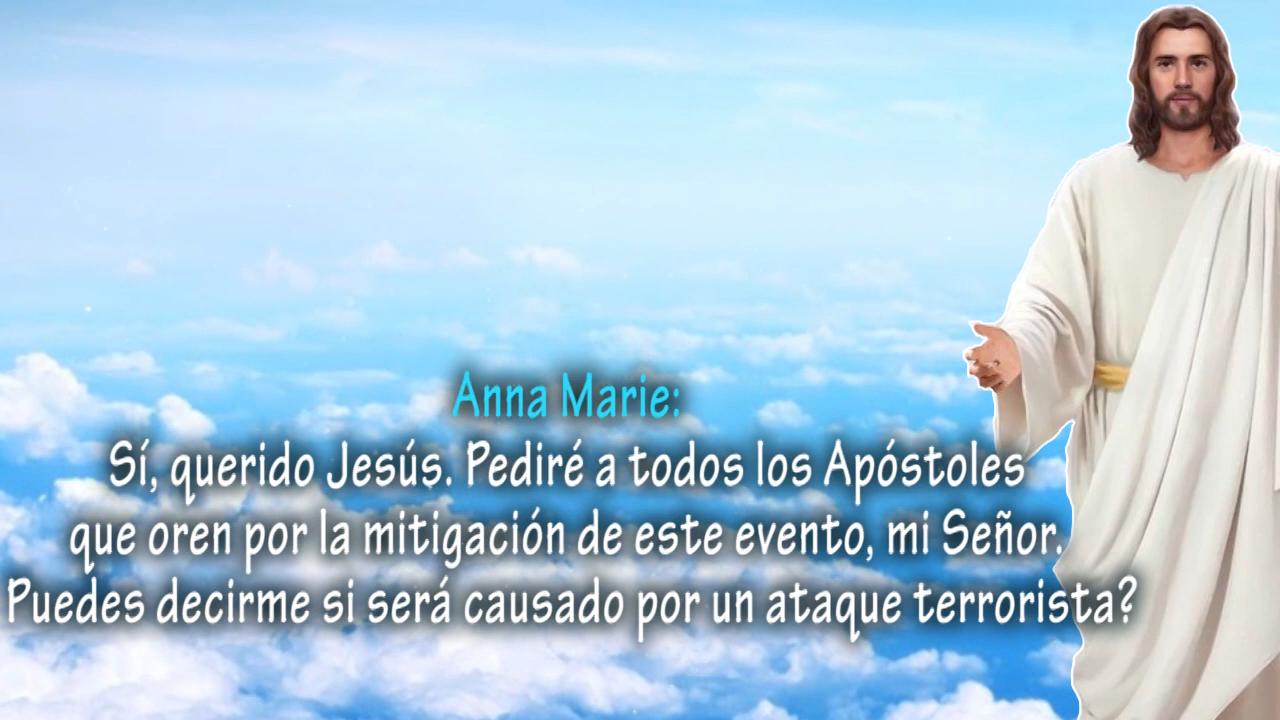 Anna Marie:
Sí, querido Jesús. Pediré a todos los Apóstoles
que oren por la mitigación de este evento, mi Señor.
Puedes decirme si será causado por un ataque terrorista?